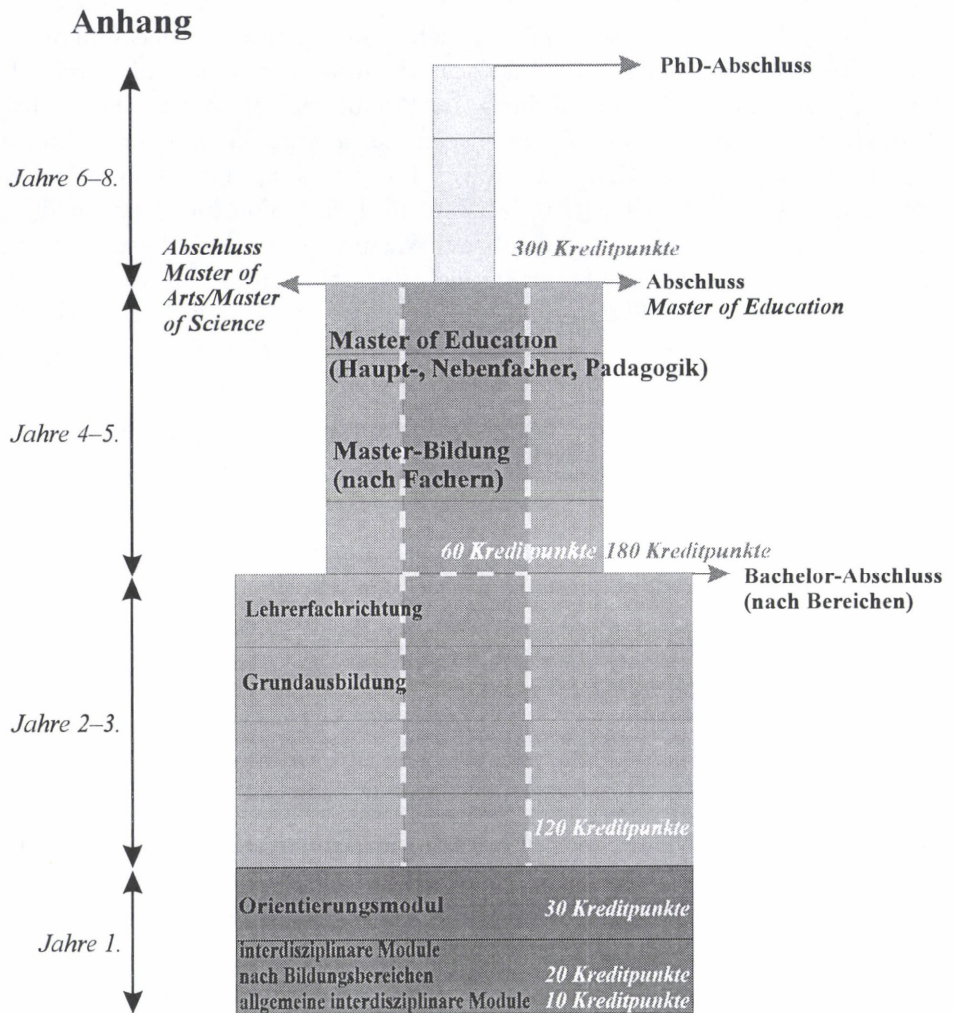 Anhang
PhD-Abschluss
Jahre 6–8.
300 Kreditpunkte
Abschluss
Master of
Arts/Master
of Science
Abschluss
Master of Education
Master of Education
(Haupt-, Nebenfacher, Padagogik)
Jahre 4–5.
Master-Bildung
(nach Fachern)
60 Kreditpunkte
180 Kreditpunkte
Bachelor-Abschluss
(nach Bereichen)
Lehrerfachrichtung
Grundausbildung
Jahre 2–3.
120 Kreditpunkte
Orientierungsmodul
30 Kreditpunkte
Jahre 1.
interdisziplinare Module
nach Bildungsbereichen
20 Kreditpunkte
allgemeine interdisziplinare Module
10 Kreditpunkte